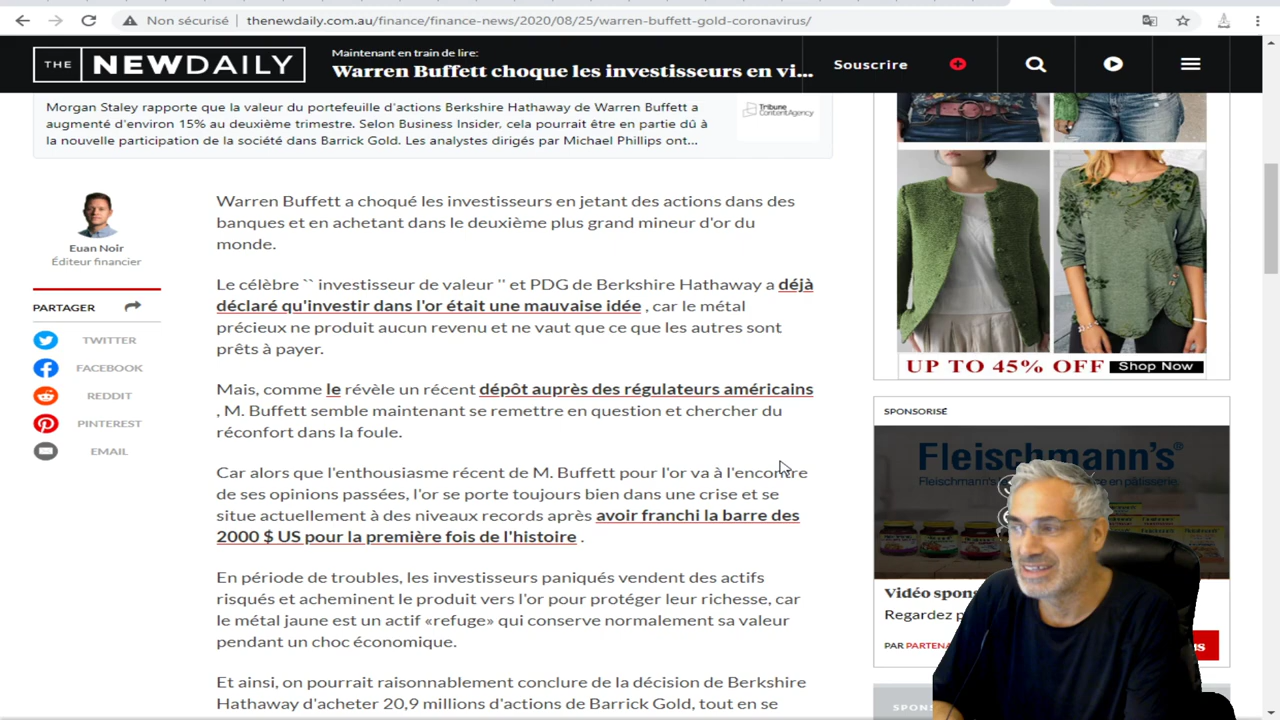 Non sécurisé | thenewdaily.com.au/finance/finance-news/2020/08/25/warren-buffett-gold-coronavirus/
THE NEWDAILY
Maintenant en train de lire:
Warren Buffett choque les investisseurs en vi...
Souscrire
Morgan Staley rapporte que la valeur du portefeuille d'actions Berkshire Hathaway de Warren Buffett a
augmenté d'environ 15% au deuxième trimestre. Selon Business Insider, cela pourrait être en partie dû à
la nouvelle participation de la société dans Barrick Gold. Les analystes dirigés par Michael Phillips ont...
Tribune
ContentAgency
Euan Noir
Éditeur financier
PARTAGER
TWITTER
FACEBOOK
REDDIT
PINTEREST
EMAIL
Warren Buffett a choqué les investisseurs en jetant des actions dans des
banques et en achetant dans le deuxième plus grand mineur d'or du
monde.
Le célèbre `` investisseur de valeur '' et PDG de Berkshire Hathaway a déjà
déclaré qu'investir dans l'or était une mauvaise idée , car le métal
précieux ne produit aucun revenu et ne vaut que ce que les autres sont
prêts à payer.
Mais, comme le révèle un récent dépôt auprès des régulateurs américains
, M. Buffett semble maintenant se remettre en question et chercher du
réconfort dans la foule.
Car alors que l'enthousiasme récent de M. Buffett pour l'or va à l'encontre
de ses opinions passées, l'or se porte toujours bien dans une crise et se
situe actuellement à des niveaux records après avoir franchi la barre des
2000 $ US pour la première fois de l'histoire .
En période de troubles, les investisseurs paniqués vendent des actifs
risqués et acheminent le produit vers l'or pour protéger leur richesse, car
le métal jaune est un actif «refuge» qui conserve normalement sa valeur
pendant un choc économique.
Et ainsi, on pourrait raisonnablement conclure de la décision de Berkshire
Hathaway d'acheter 20,9 millions d'actions de Barrick Gold, tout en se
UP TO 45% OFF Shop Now
SPONSORISÉ
Fleischmann's®
Vidéo
Regardez
PAR
SPONS